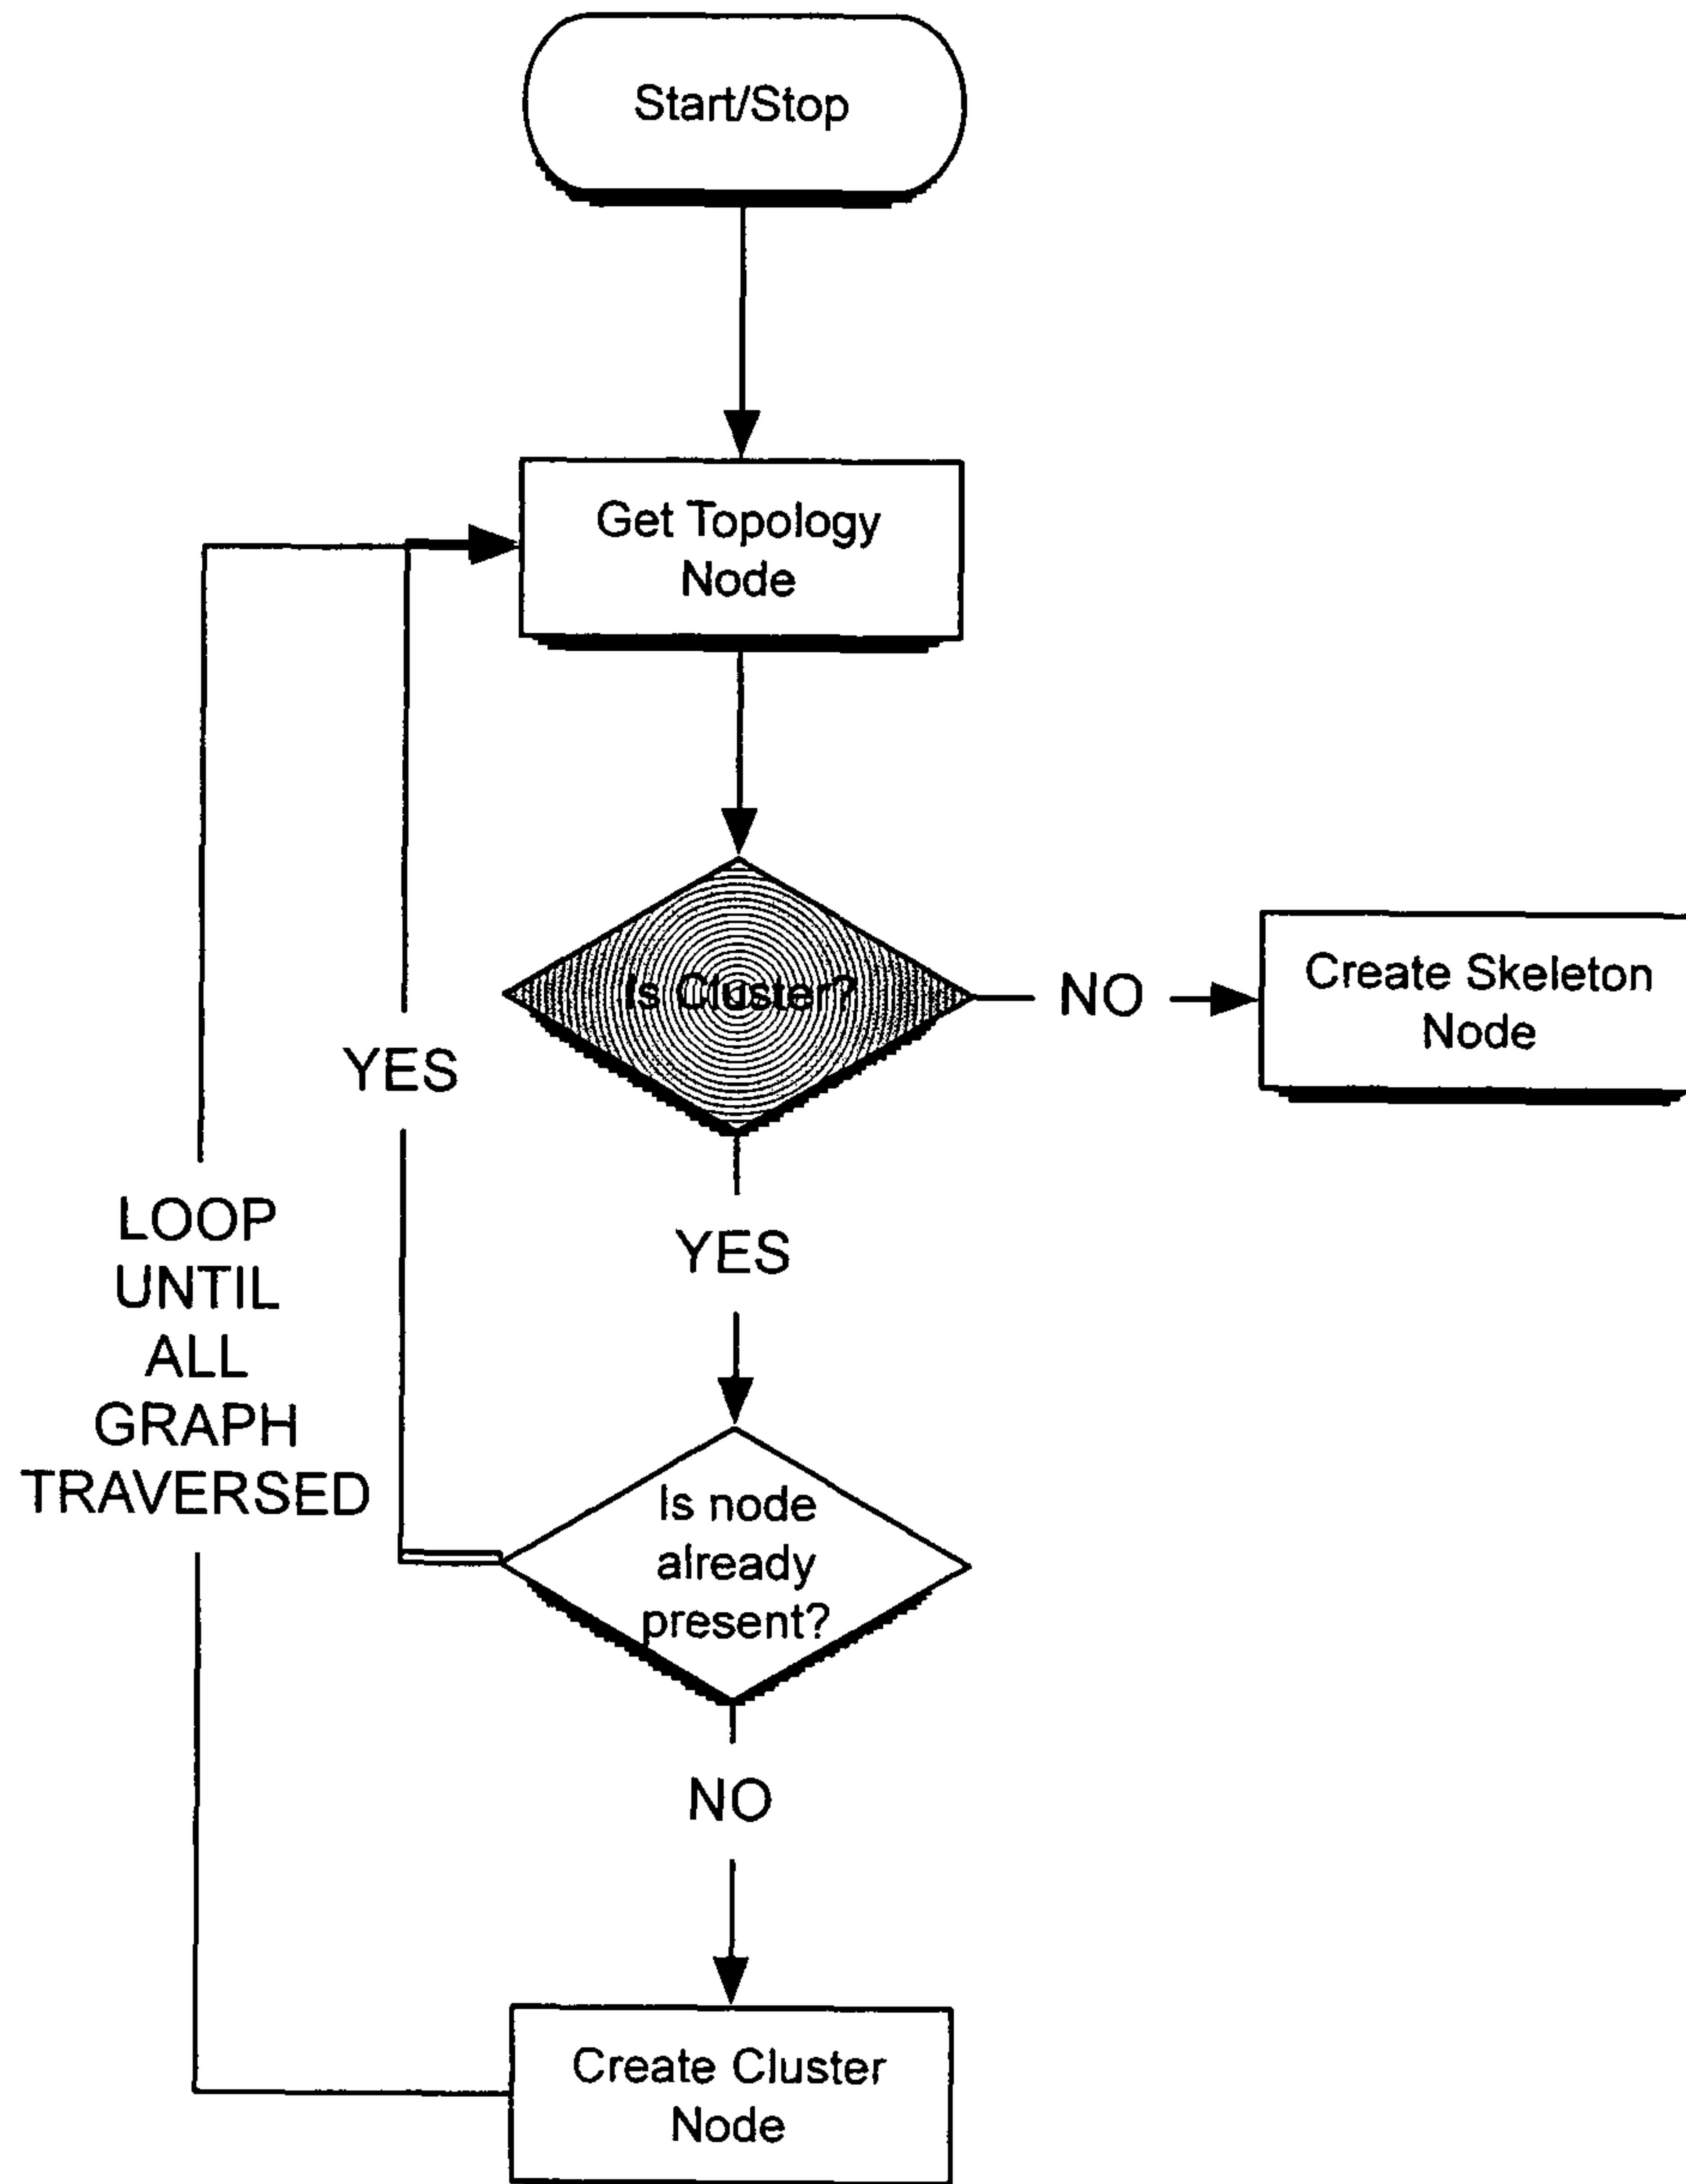 Start/Stop
Get Topology
Node
Is Cluster?
NO
Create Skeleton
Node
YES
YES
LOOP
UNTIL
ALL
GRAPH
TRAVERSED
Is node
already
present?
NO
Create Cluster
Node